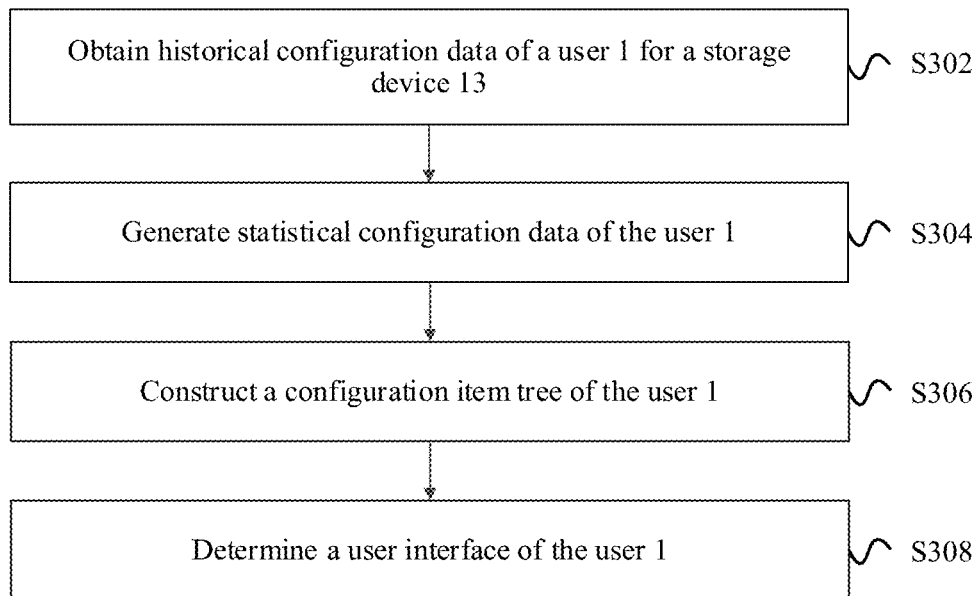 Obtain historical configuration data of a user 1 for a storage
device 13
S302
Generate statistical configuration data of the user 1
S304
Construct a configuration item tree of the user 1
S306
Determine a user interface of the user 1
S308